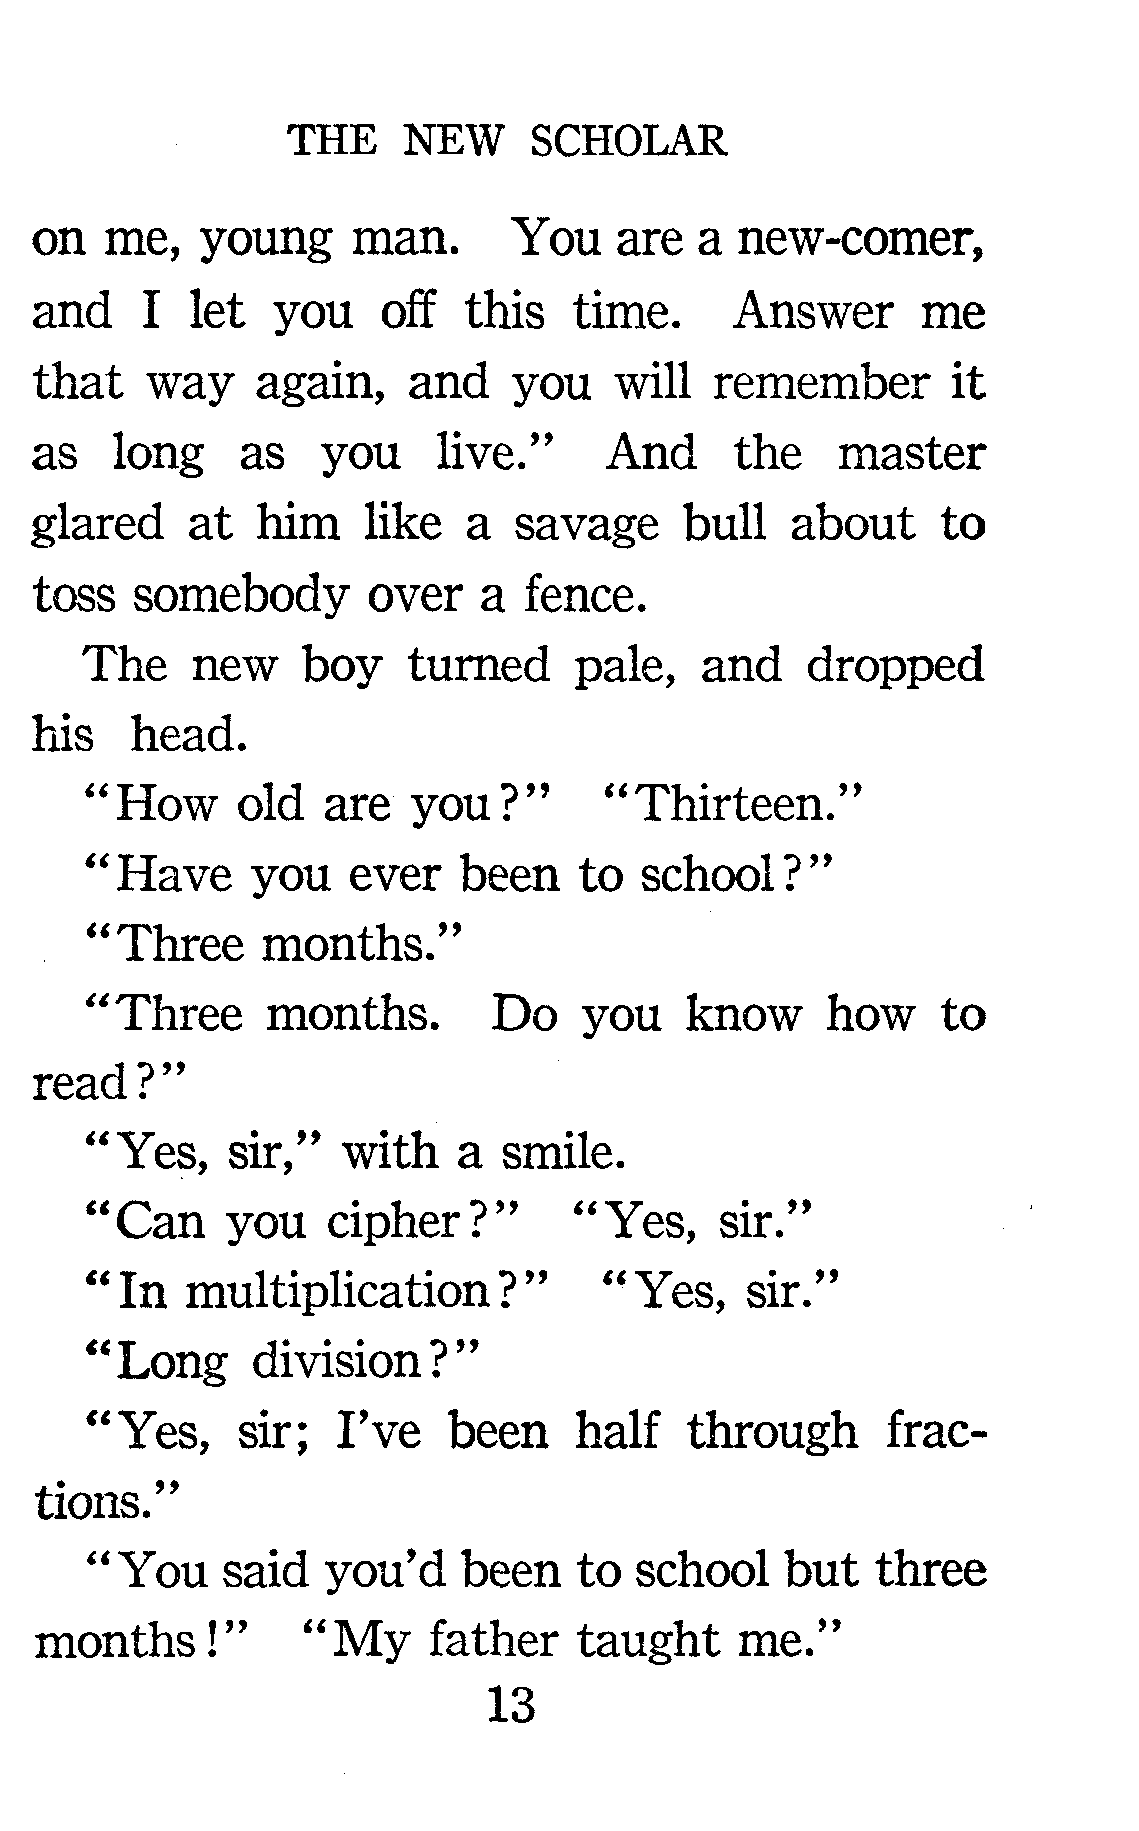 THE NEW SCHOLAR
on me, young man. You are a new-comer,
and I let you off this time. Answer me
that way again, and you will remember it
as long as you live.” And the master
glared at him like a savage bull about to
toss somebody over a fence.
The new boy turned pale, and dropped
his head.
“How old are you?” “Thirteen.”
“Have you ever been to school?”
“Three months.”
“Three months. Do you know how to
read?”
“Yes, sir,” with a smile.
“Can you cipher?” “Yes, sir.”
“In multiplication?” “Yes, sir.”
“Long division?”
“Yes, sir; I’ve been half through frac-
tions.”
“You said you’d been to school but three
months!” “My father taught me.”
13